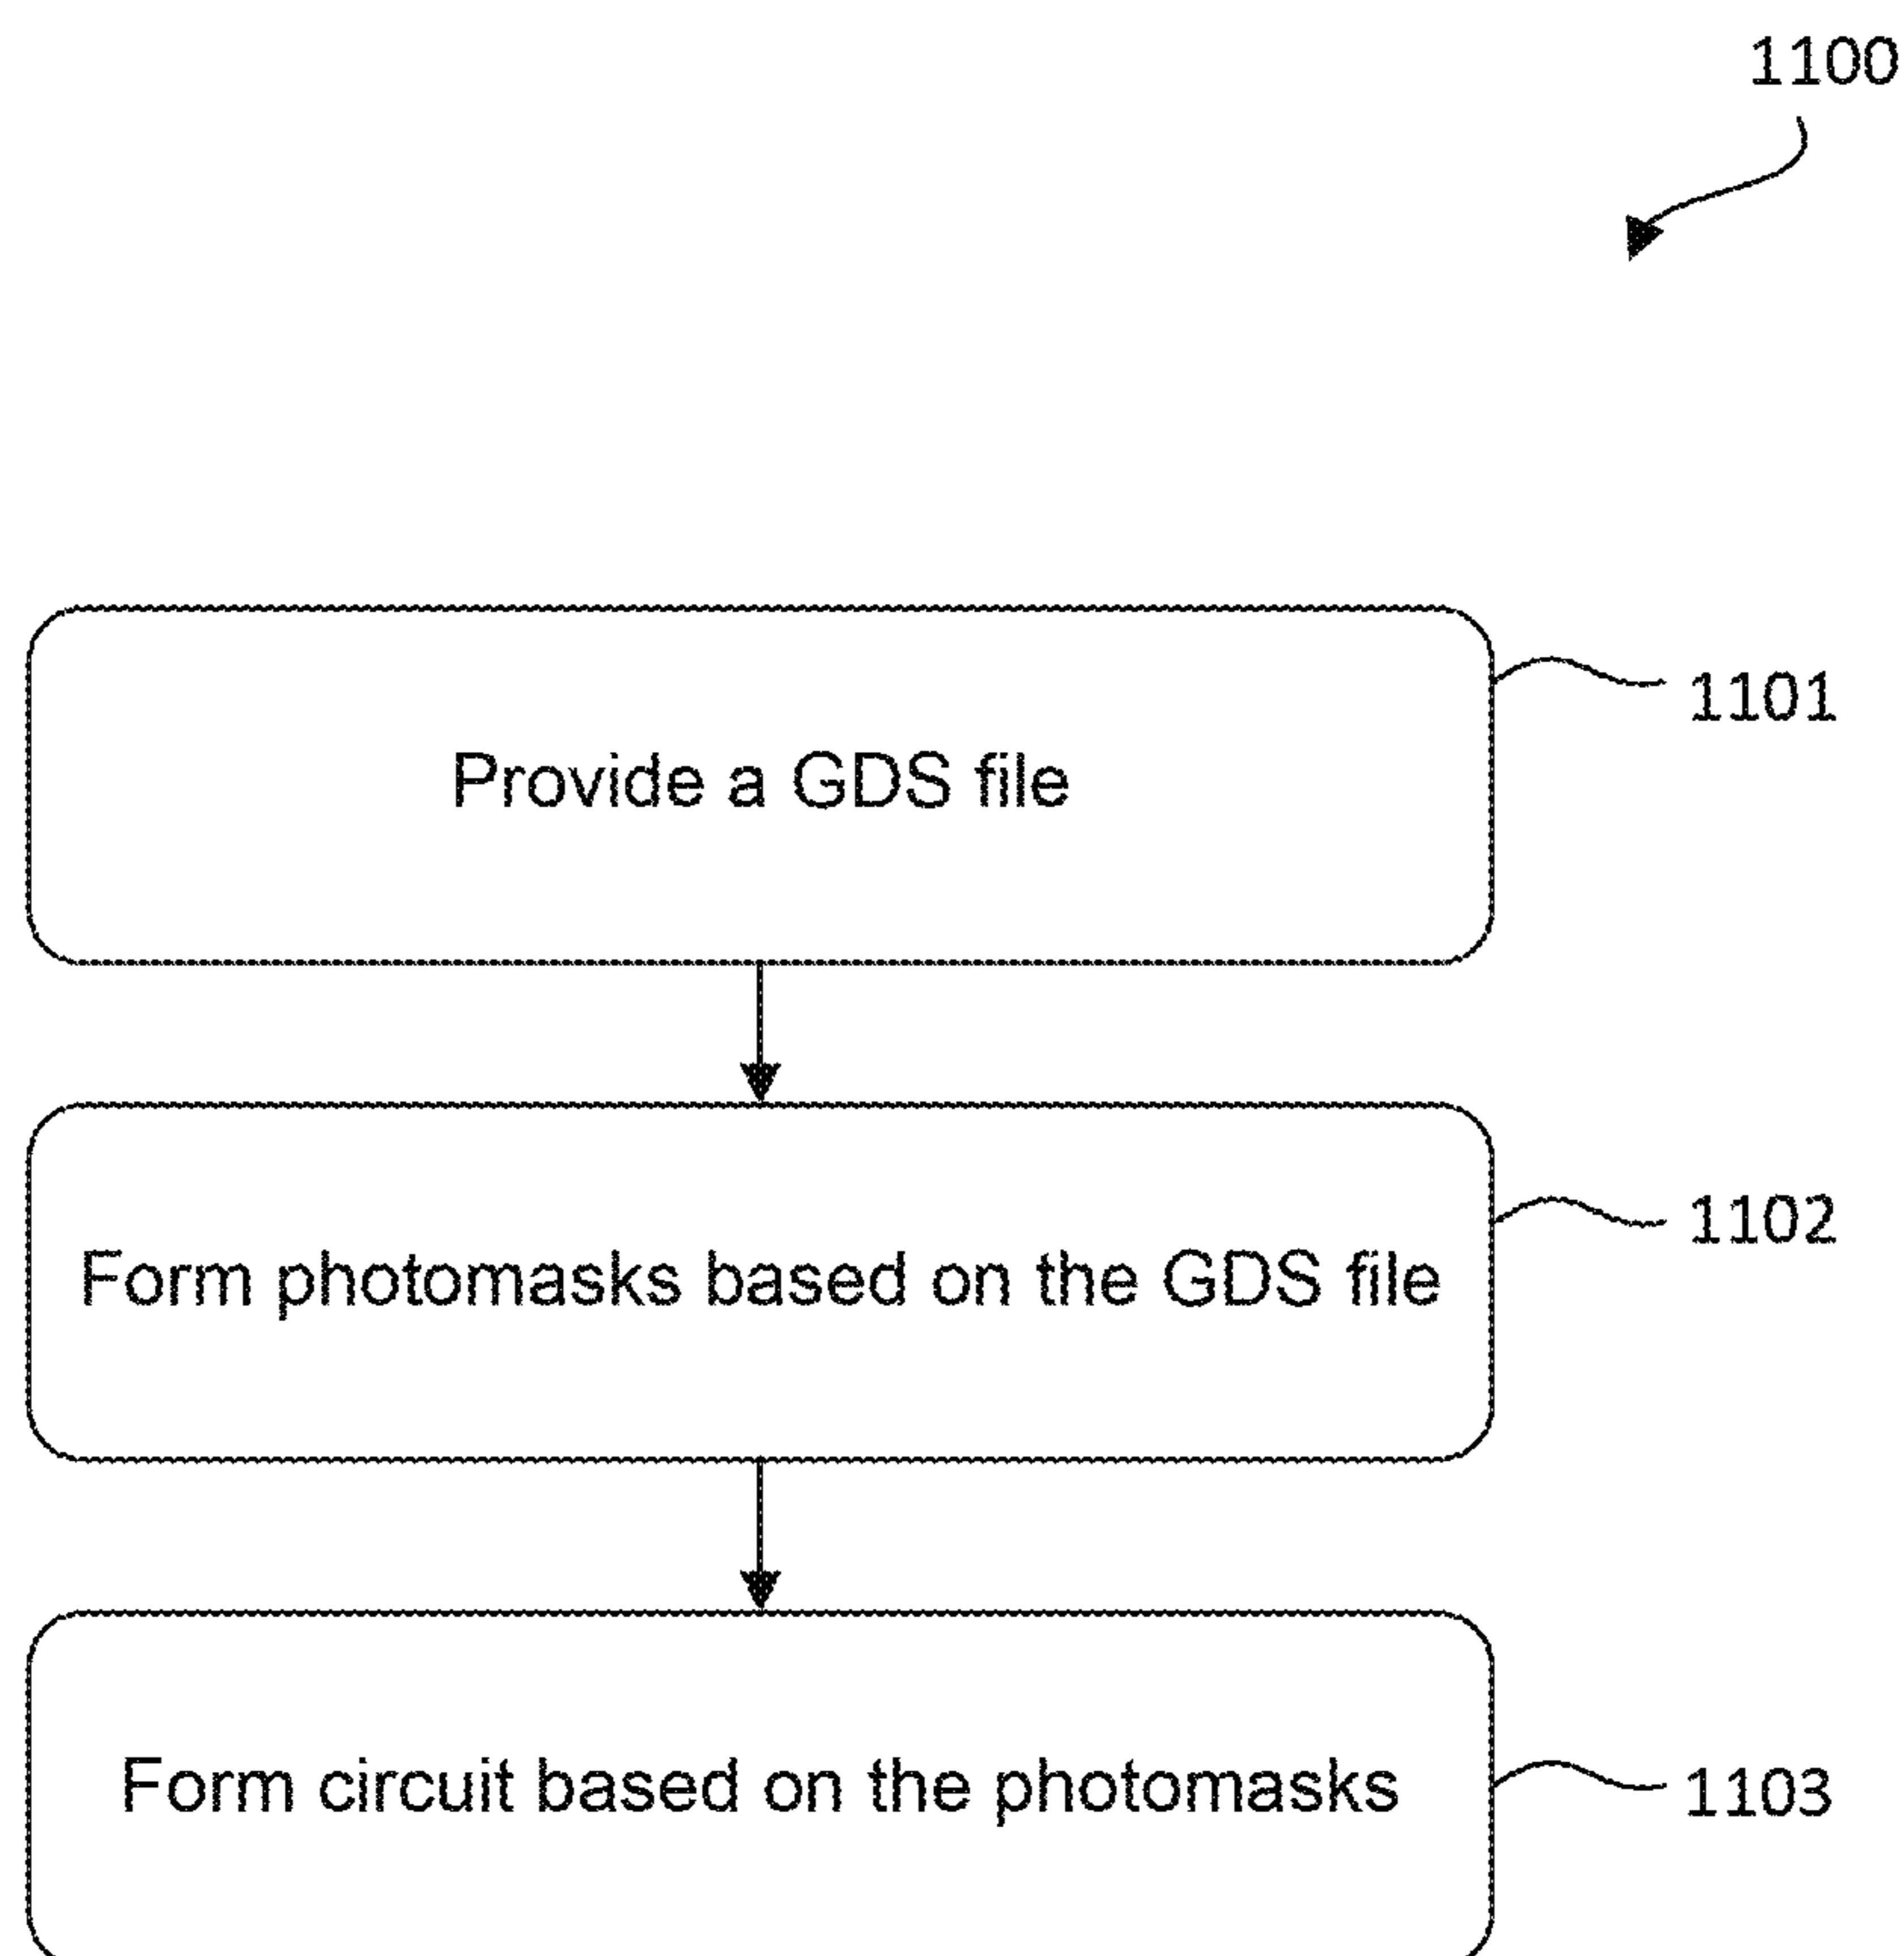 1100
Provide a GDS file
1101
Form photomasks based on the GDS file
1102
Form circuit based on the photomasks
1103